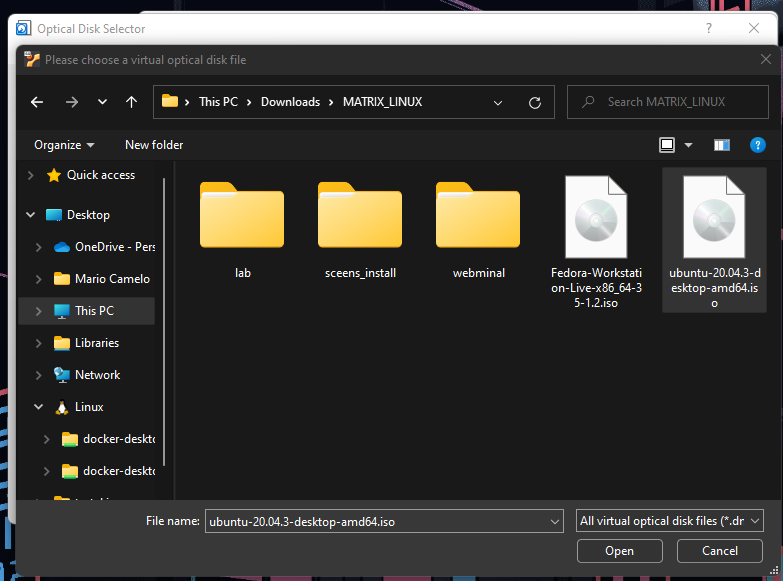 Optical Disk Selector
?
Please choose a virtual optical disk file
This PC > Downloads > MATRIX_LINUX
Search MATRIX_LINUX
Organize
New folder
?
Quick access
Desktop
OneDrive - Pers
Mario Camelo
This PC
Libraries
Network
Linux
docker-deskto
docker-deskto
lab
sceens_install
webminal
Fedora-Workstati
on-Live-x86_64-3
5-1.2.iso
ubuntu-20.04.3-d
esktop-amd64.is
o
File name:
ubuntu-20.04.3-desktop-amd64.iso
All virtual optical disk files (*.dr
Open
Cancel